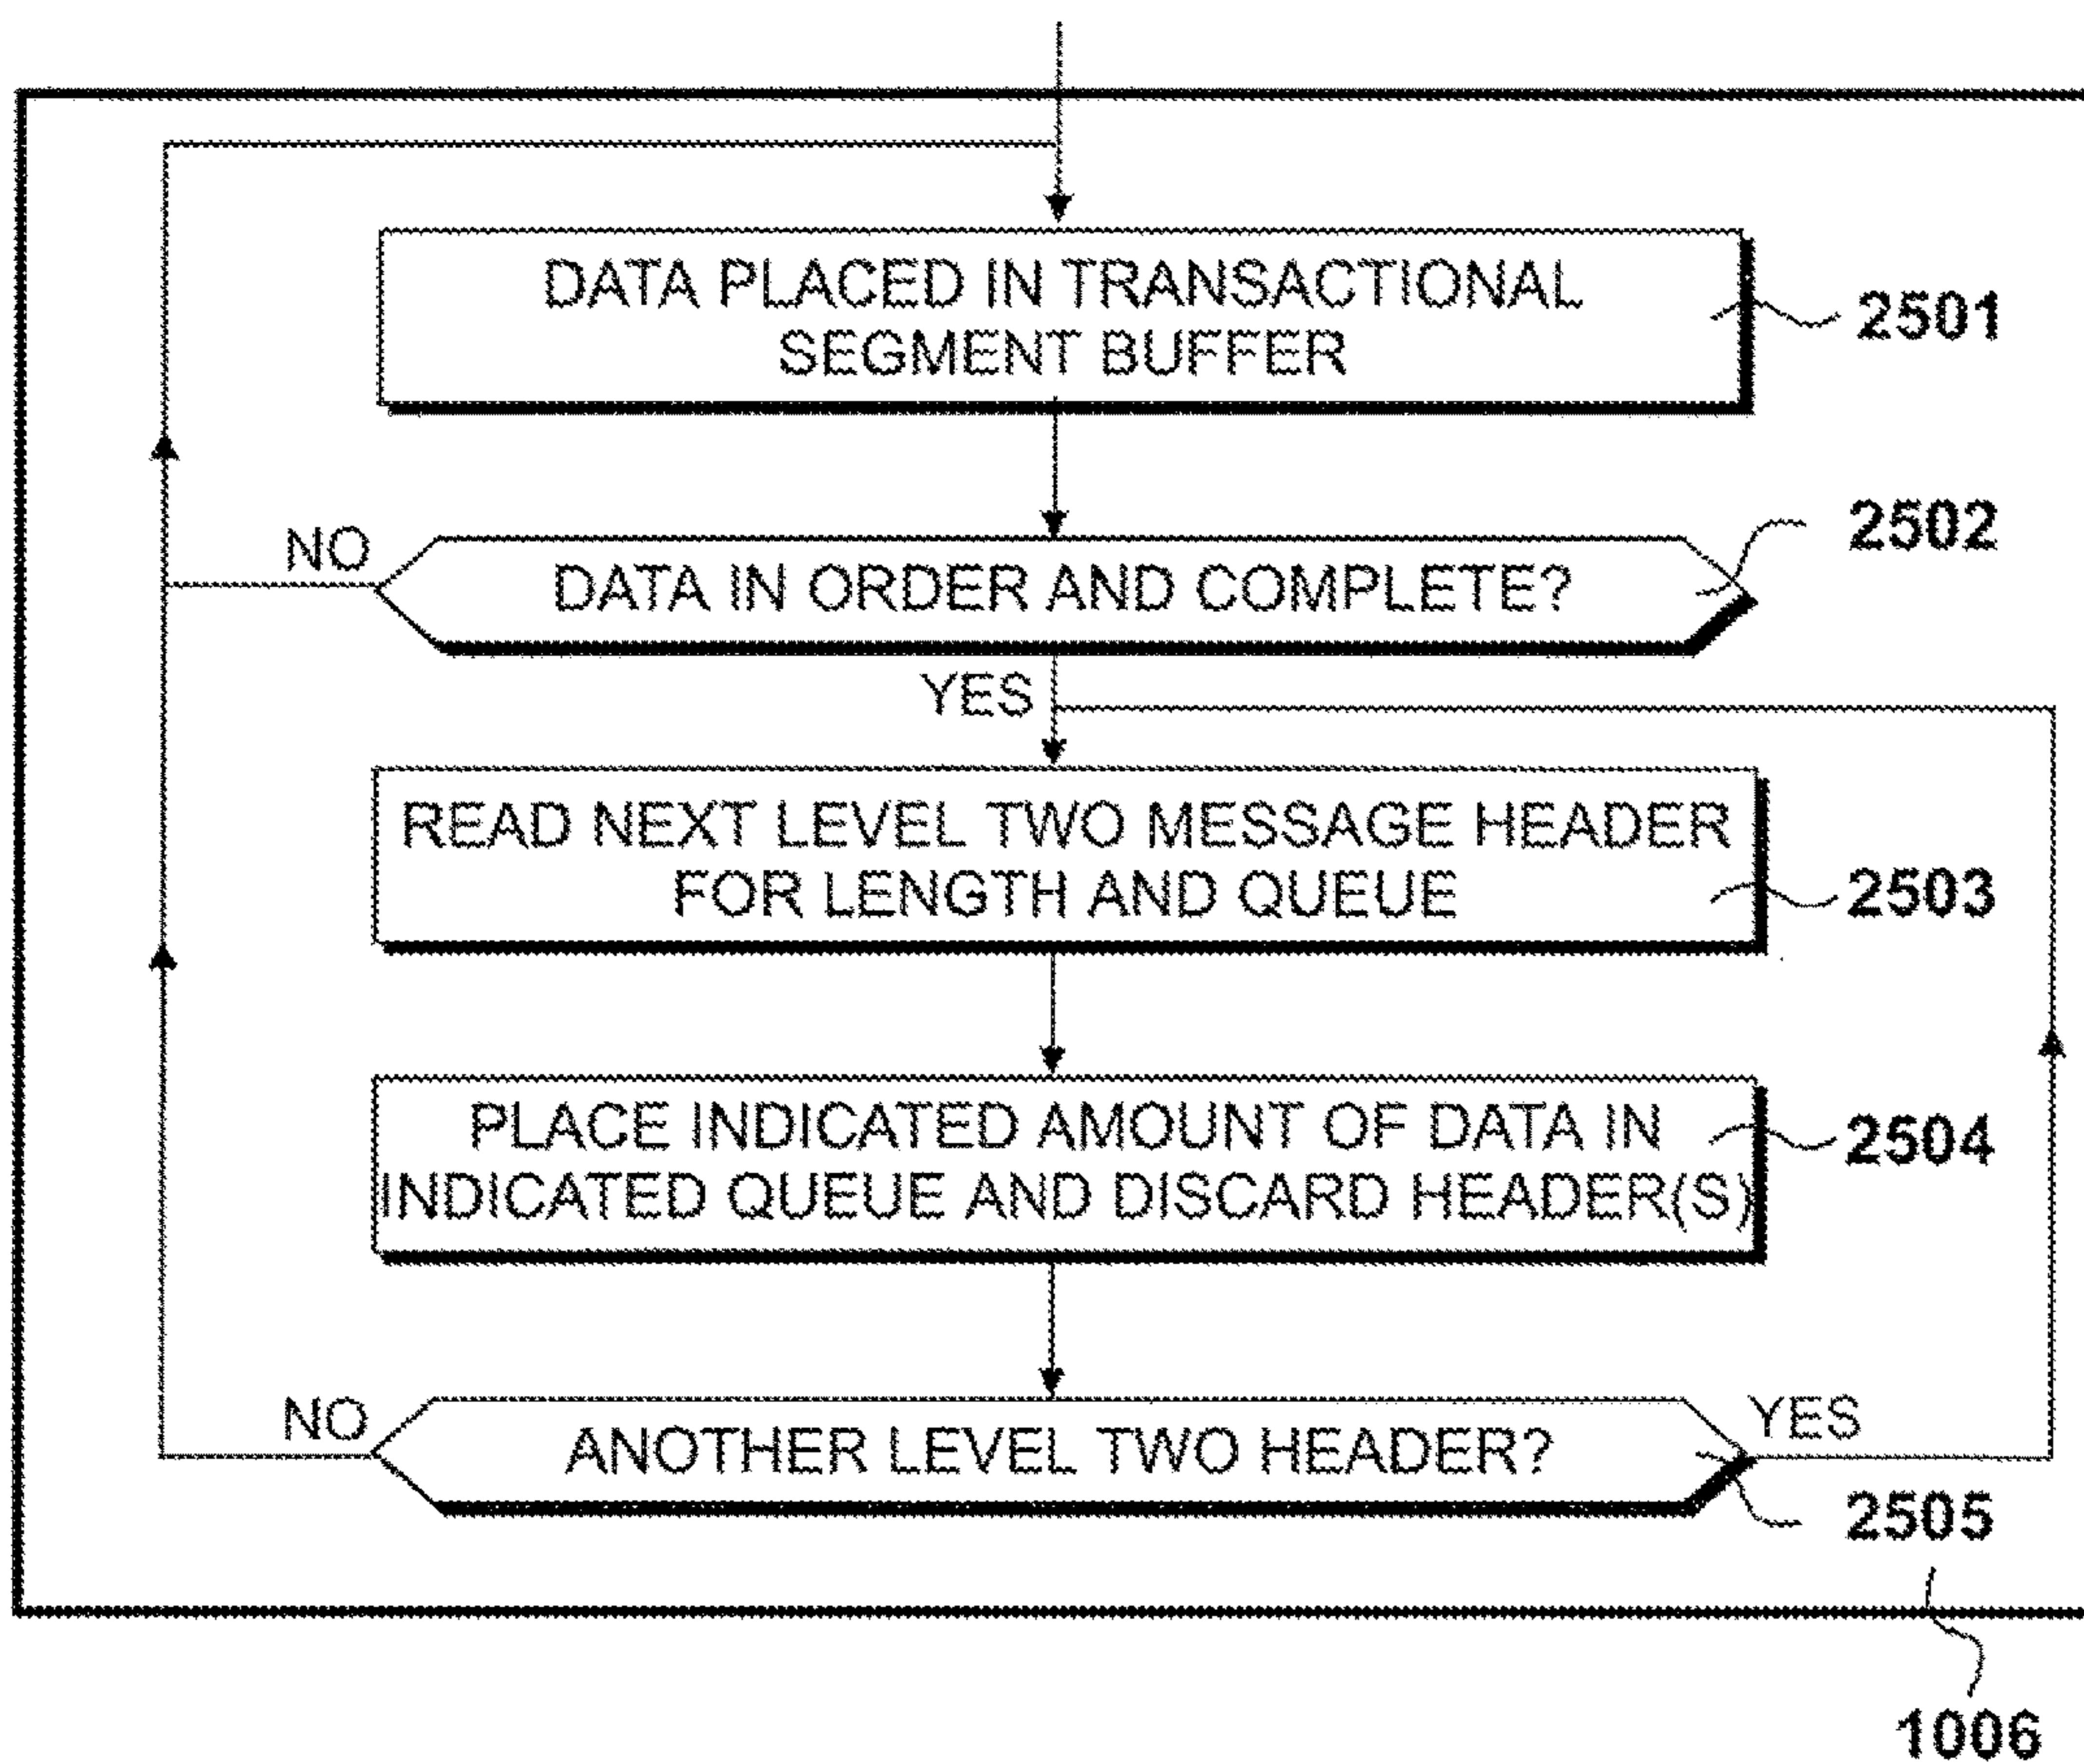 DATA PLACED IN TRANSACTIONAL
SEGMENT BUFFER
2501
2502
NO
DATA IN ORDER AND COMPLETE?
YES
READ NEXT LEVEL TWO MESSAGE HEADER
FOR LENGTH AND QUEUE
2503
PLACE INDICATED AMOUNT OF DATA IN
INDICATED QUEUE AND DISCARD HEADER(S)
2504
NO
ANOTHER LEVEL TWO HEADER?
YES
2505
1006